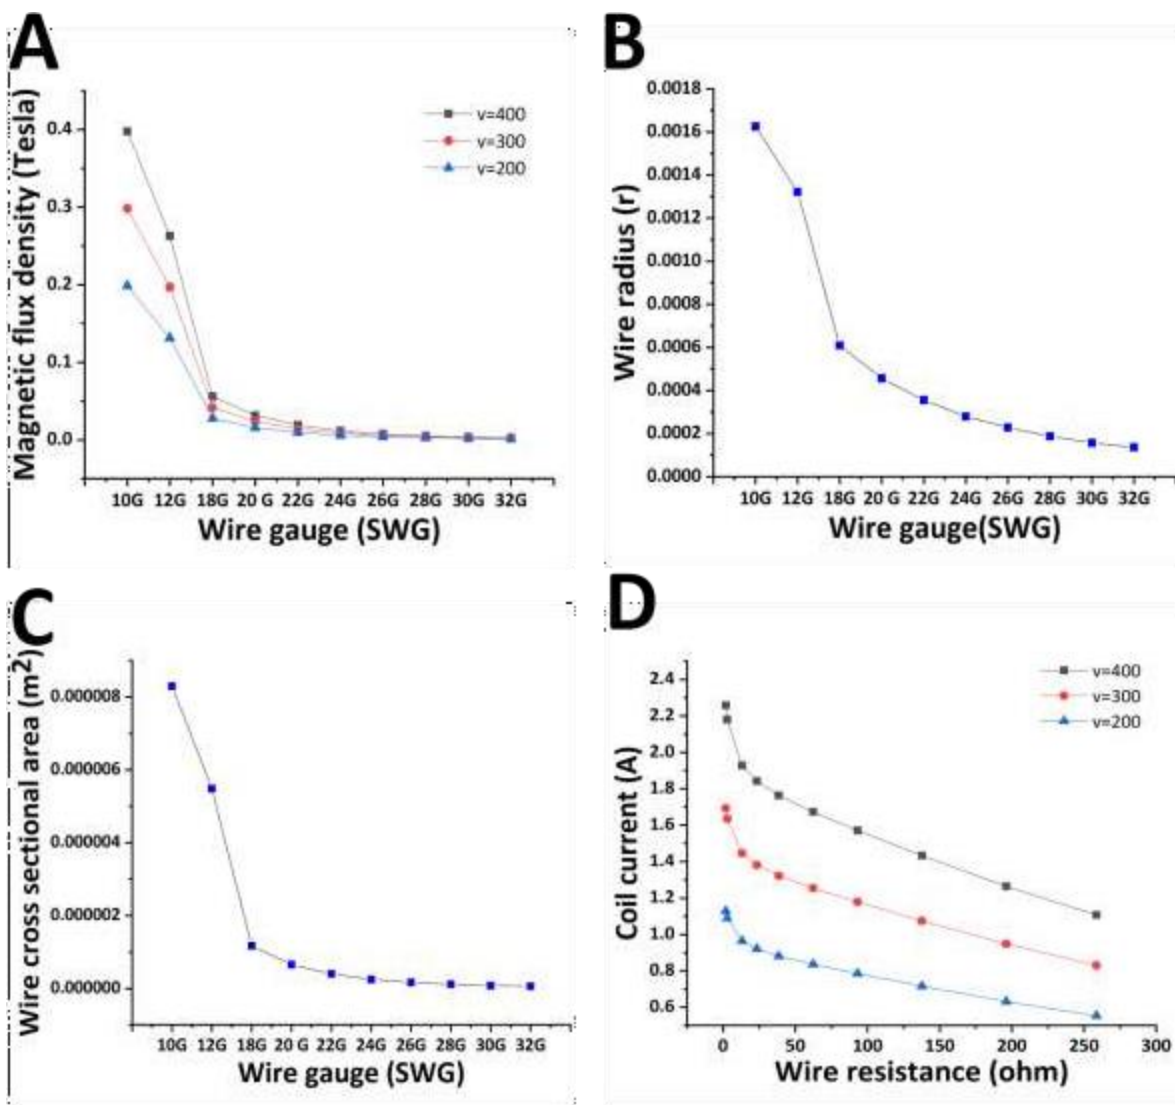 A
Magnetic flux density (Tesla)
0.4
0.3
0.2
0.1
0.0
v=400
v=300
v=200
10G 12G 18G 20 G 22G 24G 26G 28G 30G 32G
Wire gauge (SWG)
B
Wire radius (r)
0.0018
0.0016
0.0014
0.0012
0.0010
0.0008
0.0006
0.0004
0.0002
0.0000
10G 12G 18G 20 G 22G 24G 26G 28G 30G 32G
Wire gauge(SWG)
C
Wire cross sectional area (m²)
0.000008
0.000006
0.000004
0.000002
0.000000
10G 12G 18G 20 G 22G 24G 26G 28G 30G 32G
Wire gauge (SWG)
D
Coil current (A)
2.4
2.2
2.0
1.8
1.6
1.4
1.2
1.0
0.8
0.6
v=400
v=300
v=200
0 50 100 150 200 250 300
Wire resistance (ohm)